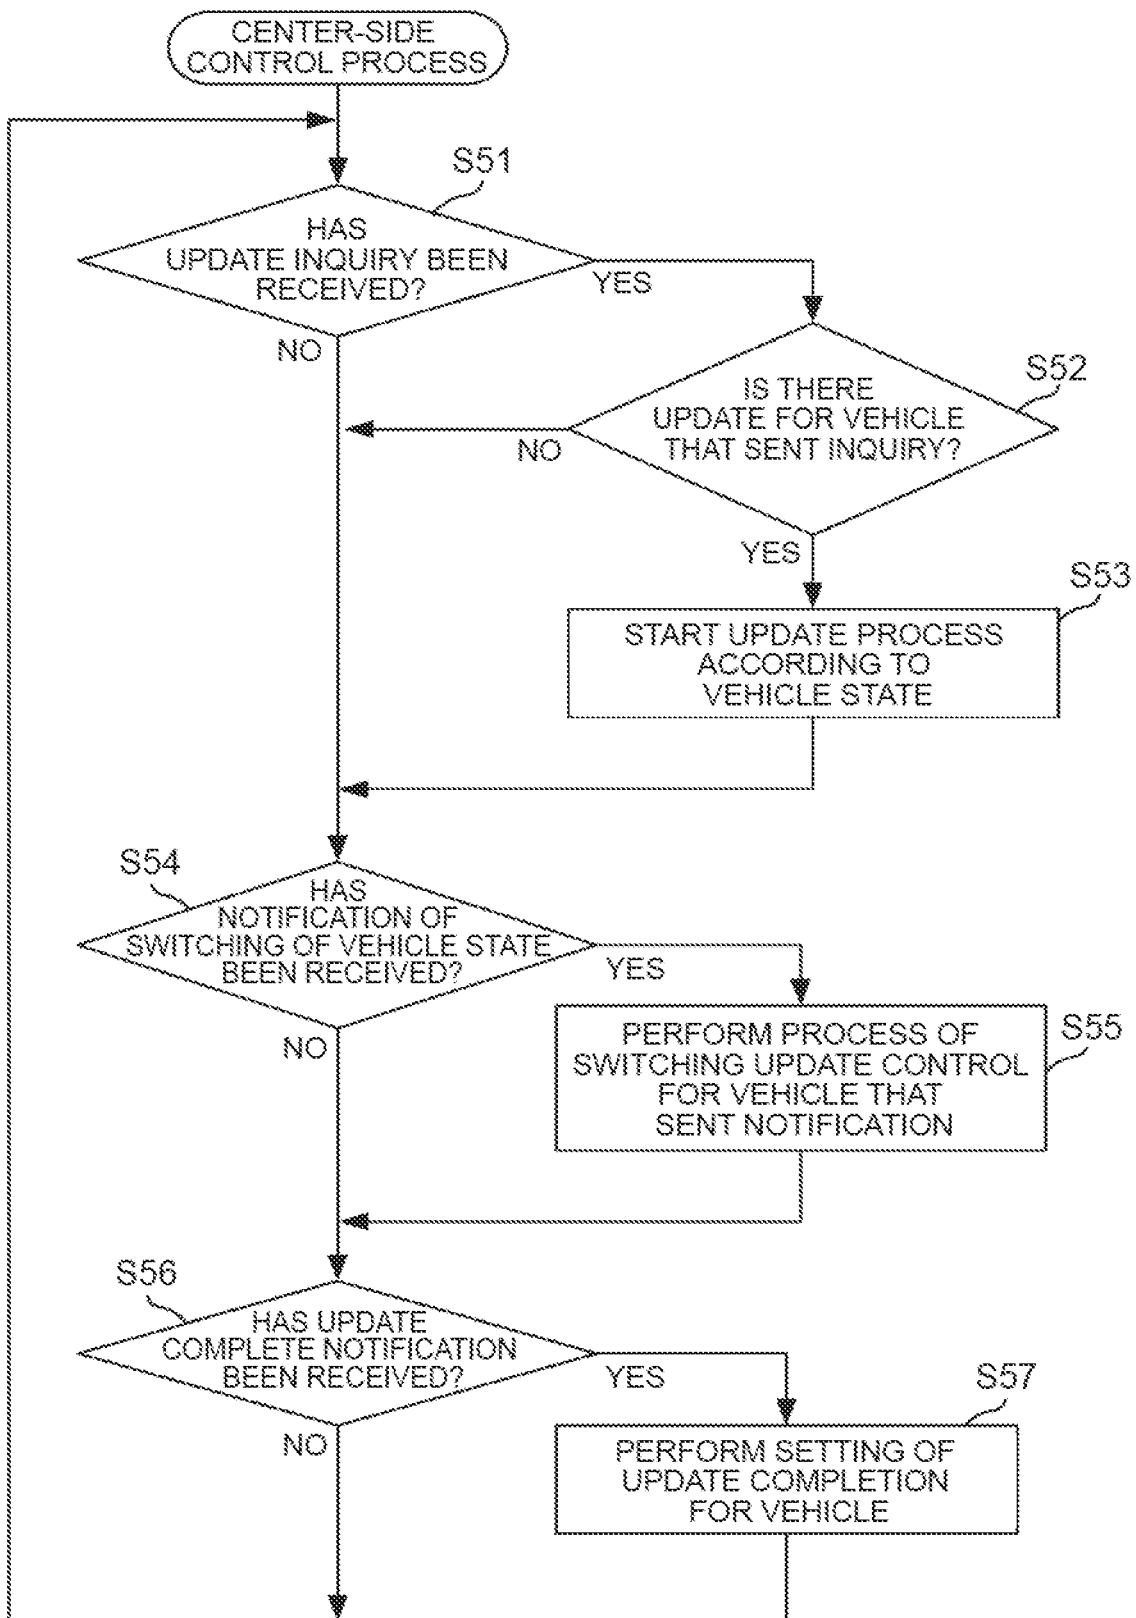 CENTER-SIDE
CONTROL PROCESS
S51
HAS
UPDATE INQUIRY BEEN
RECEIVED?
YES
NO
S52
IS THERE
UPDATE FOR VEHICLE
THAT SENT INQUIRY?
NO
YES
S53
START UPDATE PROCESS
ACCORDING TO
VEHICLE STATE
S54
HAS
NOTIFICATION OF
SWITCHING OF VEHICLE STATE
BEEN RECEIVED?
YES
NO
S55
PERFORM PROCESS OF
SWITCHING UPDATE CONTROL
FOR VEHICLE THAT
SENT NOTIFICATION
S56
HAS UPDATE
COMPLETE NOTIFICATION
BEEN RECEIVED?
YES
NO
S57
PERFORM SETTING OF
UPDATE COMPLETION
FOR VEHICLE